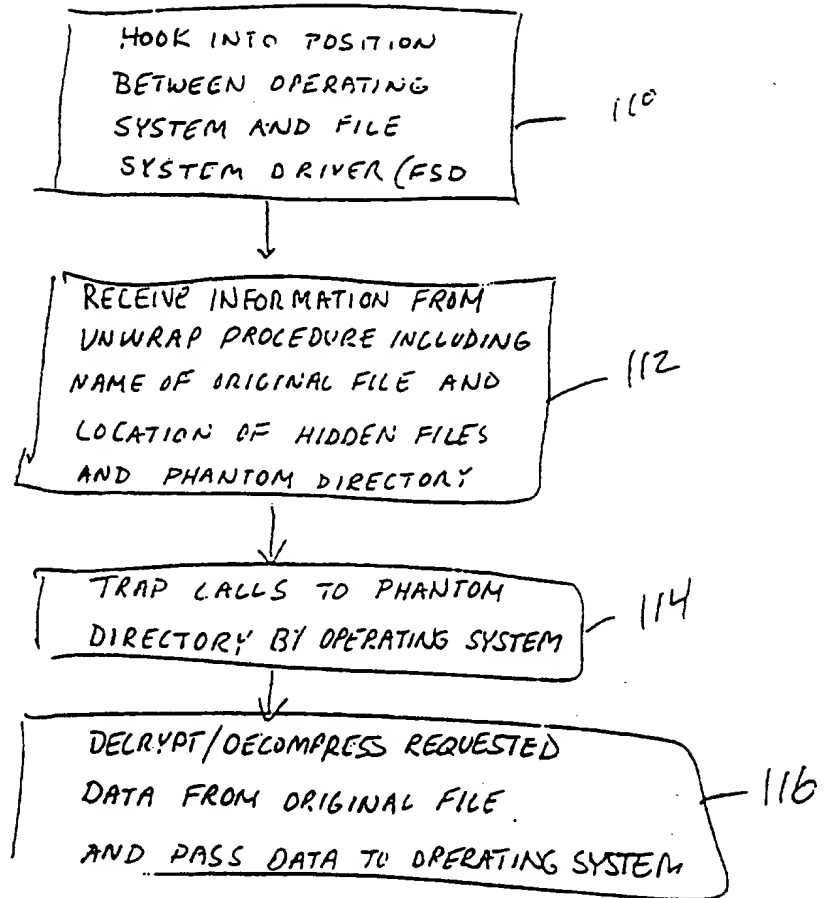 HOOK INTO POSITION
BETWEEN OPERATING
SYSTEM AND FILE
SYSTEM DRIVER (FSD
110
RECEIVE INFORMATION FROM
UNWRAP PROCEDURE INCLUDING
NAME OF ORIGINAL FILE AND
LOCATION OF HIDDEN FILES
AND PHANTOM DIRECTORY
112
TRAP CALLS TO PHANTOM
DIRECTORY BY OPERATING SYSTEM
114
DECRYPT/DECOMPRESS REQUESTED
DATA FROM ORIGINAL FILE
AND PASS DATA TO OPERATING SYSTEM
116